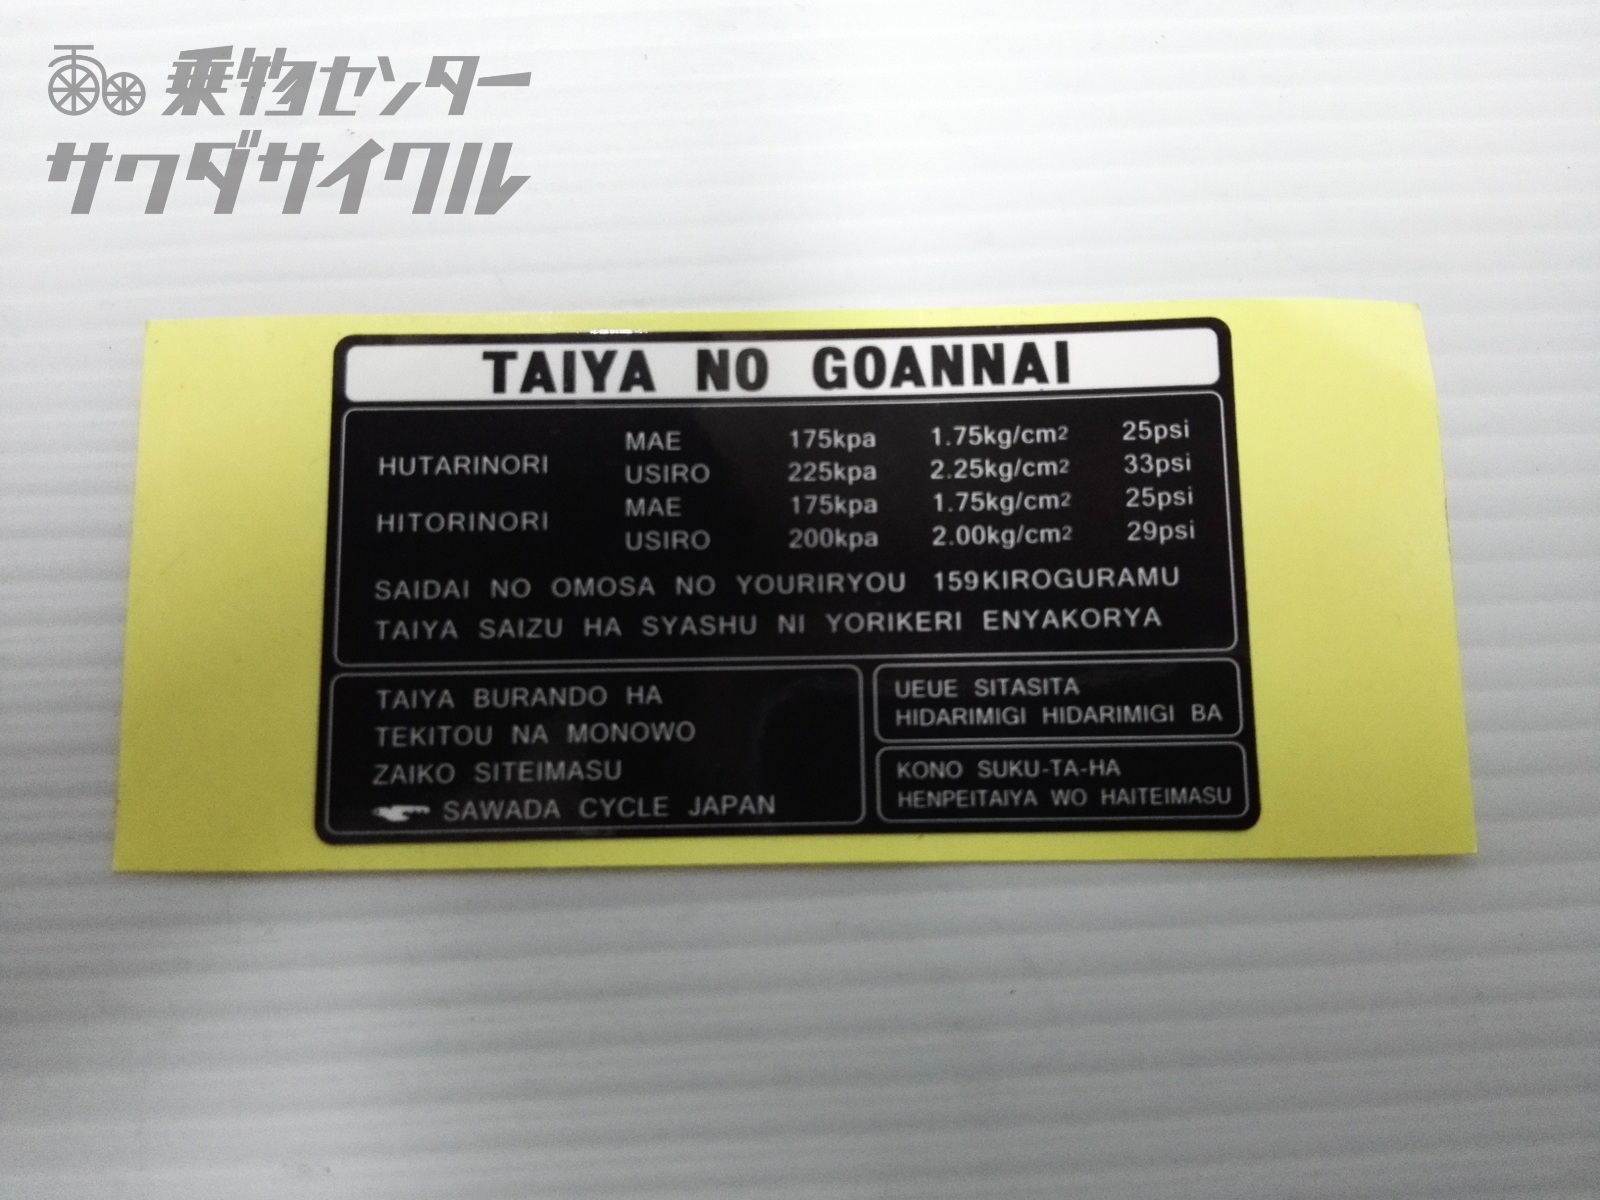 乗物センター
サワダサイクル
TAIYA NO GOANNAI
HUTARINORI MAE 175kpa 1.75kg/cm2 25psi
USIRO 225kpa 2.25kg/cm2 33psi
HITORINORI MAE 175kpa 1.75kg/cm2 25psi
USIRO 200kpa 2.00kg/cm2 29psi
SAIDAI NO OMOSA NO YOURIRYOU 159KIROGURAMU
TAIYA SAIZU HA SYASHU NI YORIKERI ENYAKORYA
TAIYA BURANDO HA
TEKITOU NA MONOWO
ZAIKO SITEIMASU
SAWADA CYCLE JAPAN
UEUE SITASITA
HIDARIMIGI HIDARIMIGI BA
KONO SUKU-TA-HA
HENPEITAIYA WO HAITEIMASU